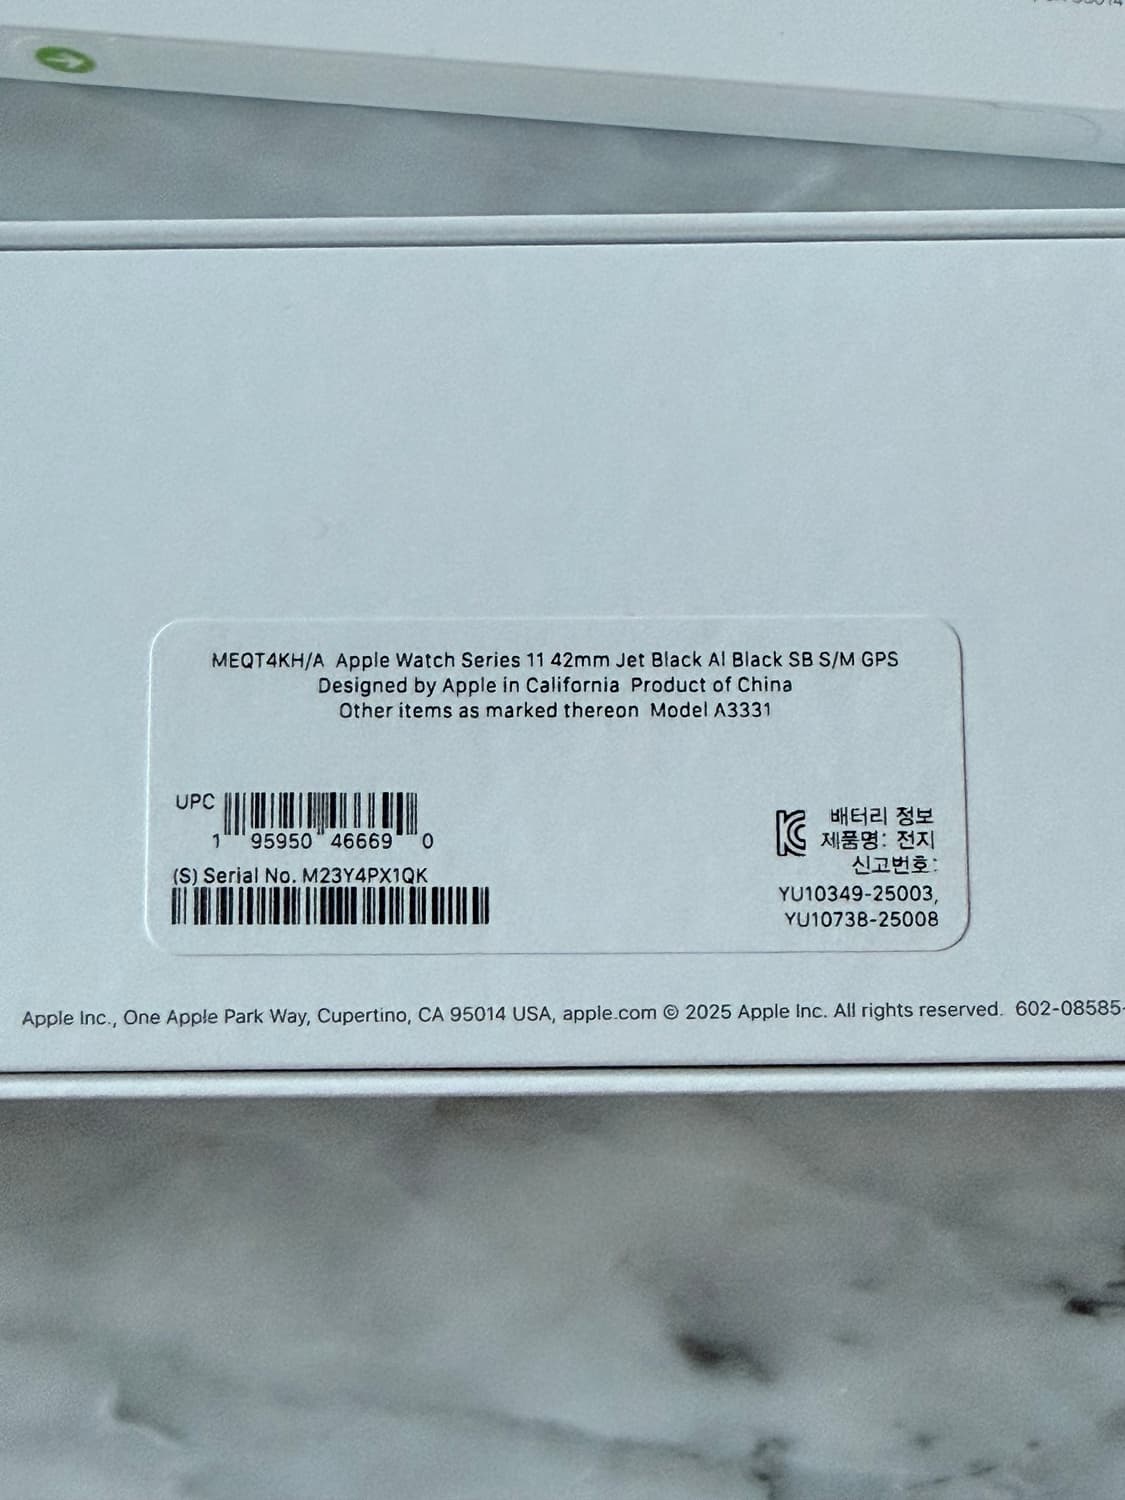 MEQT4KH/A Apple Watch Series 11 42mm Jet Black Al Black SB S/M GPS
Designed by Apple in California Product of China
Other items as marked thereon Model A3331
UPC
1 95950 46669 0
(S) Serial No. M23Y4PX1QK
배터리 정보
제품명: 전지
신고번호:
YU10349-25003,
YU10738-25008
Apple Inc., One Apple Park Way, Cupertino, CA 95014 USA, apple.com © 2025 Apple Inc. All rights reserved. 602-08585-